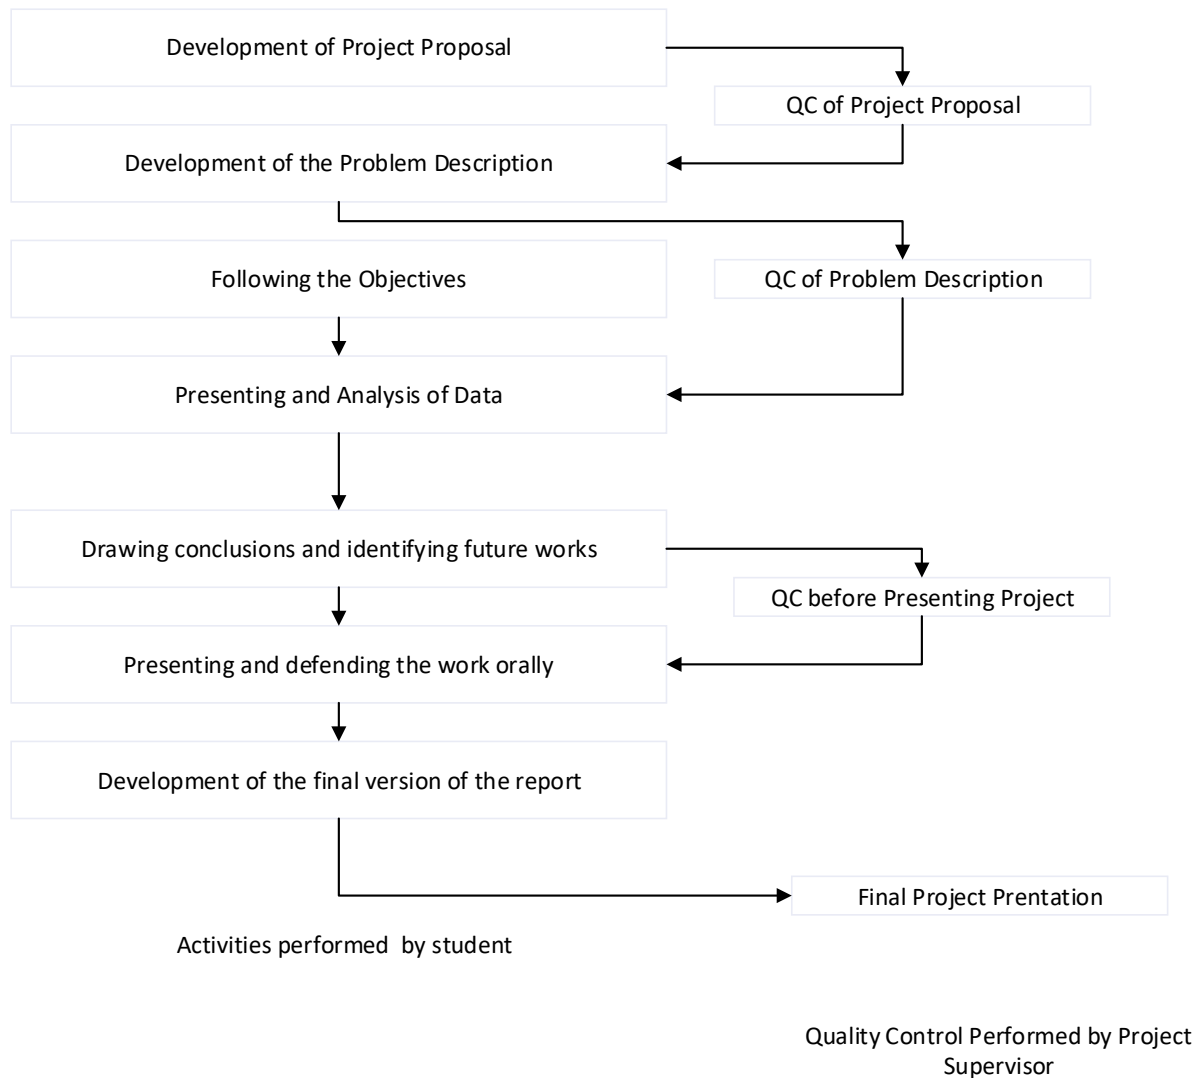 Development of Project Proposal
QC of Project Proposal
Development of the Problem Description
Following the Objectives
QC of Problem Description
Presenting and Analysis of Data
Drawing conclusions and identifying future works
QC before Presenting Project
Presenting and defending the work orally
Development of the final version of the report
Final Project Prentation
Activities performed  by student
Quality Control Performed by Project
Supervisor